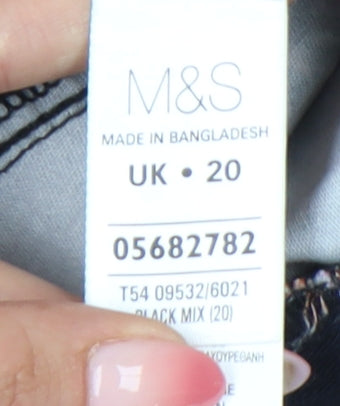 M&S
MADE IN BANGLADESH
UK • 20
05682782
T54 09532/6021
BLACK MIX (20)